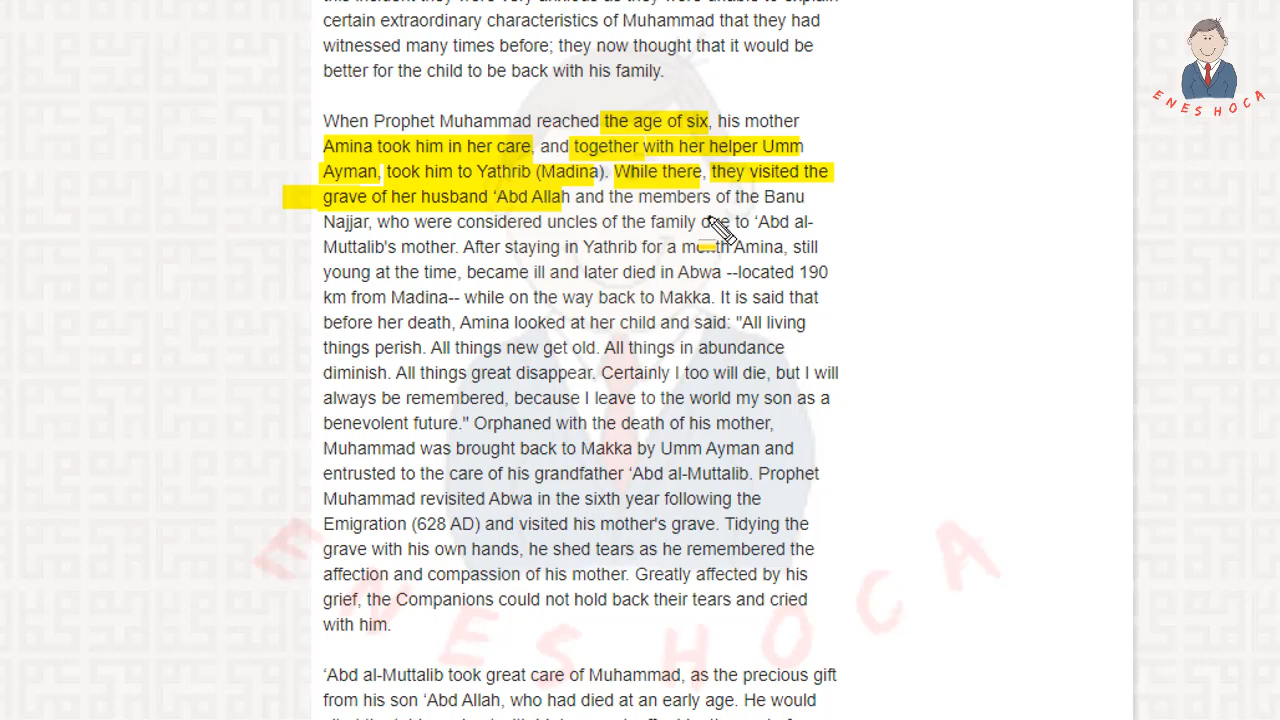 this incident they were very anxious as they were unable to explain
certain extraordinary characteristics of Muhammad that they had
witnessed many times before; they now thought that it would be
better for the child to be back with his family.
When Prophet Muhammad reached the age of six, his mother
Amina took him in her care, and together with her helper Umm
Ayman, took him to Yathrib (Madina). While there, they visited the
grave of her husband ‘Abd Allah and the members of the Banu
Najjar, who were considered uncles of the family due to ‘Abd al-
Muttalib's mother. After staying in Yathrib for a month Amina, still
young at the time, became ill and later died in Abwa --located 190
km from Madina-- while on the way back to Makka. It is said that
before her death, Amina looked at her child and said: "All living
things perish. All things new get old. All things in abundance
diminish. All things great disappear. Certainly I too will die, but I will
always be remembered, because I leave to the world my son as a
benevolent future." Orphaned with the death of his mother,
Muhammad was brought back to Makka by Umm Ayman and
entrusted to the care of his grandfather ‘Abd al-Muttalib. Prophet
Muhammad revisited Abwa in the sixth year following the
Emigration (628 AD) and visited his mother's grave. Tidying the
grave with his own hands, he shed tears as he remembered the
affection and compassion of his mother. Greatly affected by his
grief, the Companions could not hold back their tears and cried
with him.
‘Abd al-Muttalib took great care of Muhammad, as the precious gift
from his son ‘Abd Allah, who had died at an early age. He would
ENES HOCA
ENES HOCA